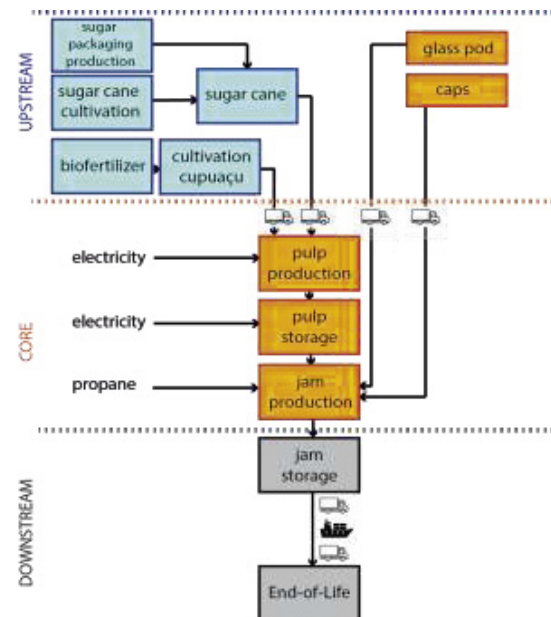 UPSTREAM
sugar
packaging
production
sugar cane
cultivation
sugar cane
biofertilizer
cultivation
cupuaçu
glass pod
caps
CORE
electricity
pulp
production
electricity
pulp
storage
propane
jam
production
DOWNSTREAM
jam
storage
End-of-Life